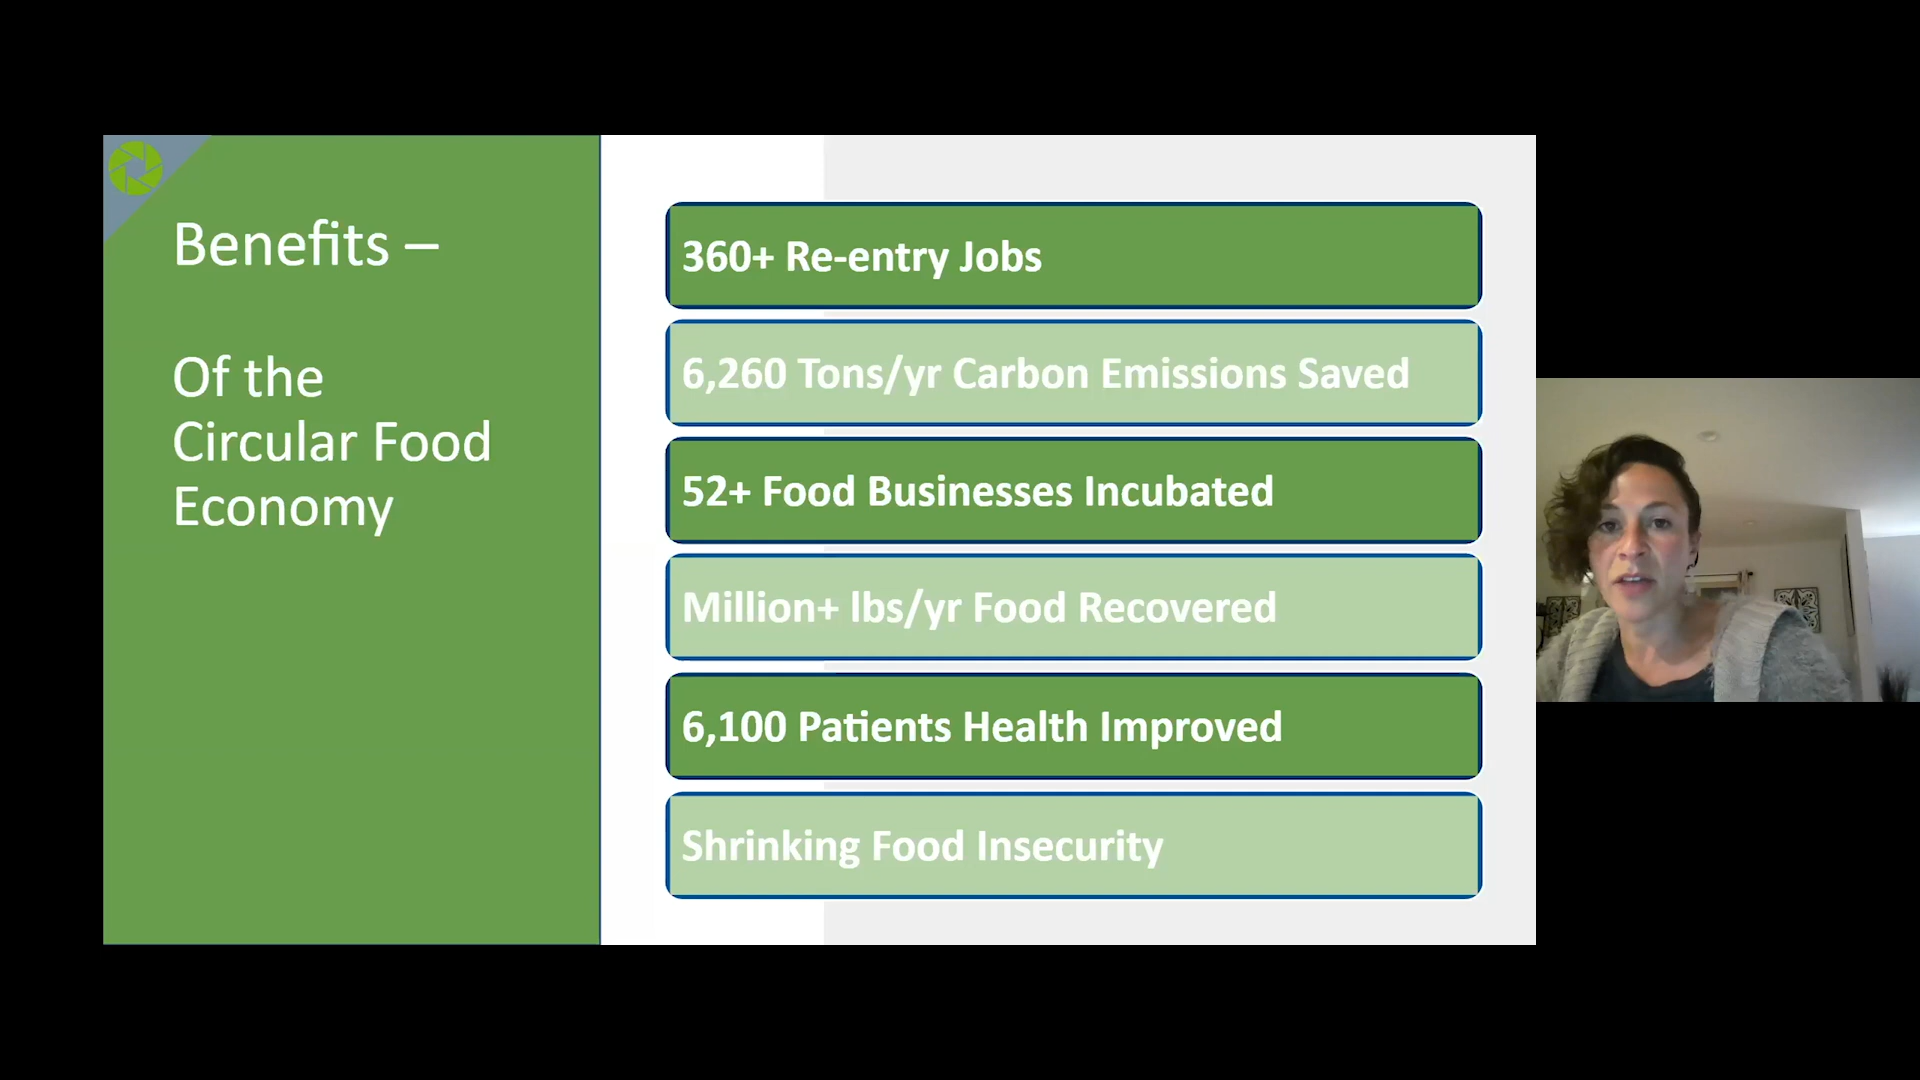 Benefits –
Of the
Circular Food
Economy
360+ Re-entry Jobs
6,260 Tons/yr Carbon Emissions Saved
52+ Food Businesses Incubated
Million+ lbs/yr Food Recovered
6,100 Patients Health Improved
Shrinking Food Insecurity